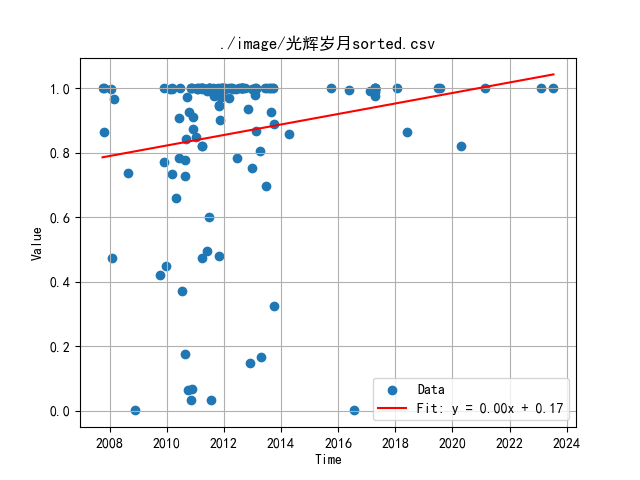 ./image/光辉岁月sorted.csv
Value
1.0
0.8
0.6
0.4
0.2
0.0
Data
Fit: y = 0.00x + 0.17
2008 2010 2012 2014 2016 2018 2020 2022 2024
Time